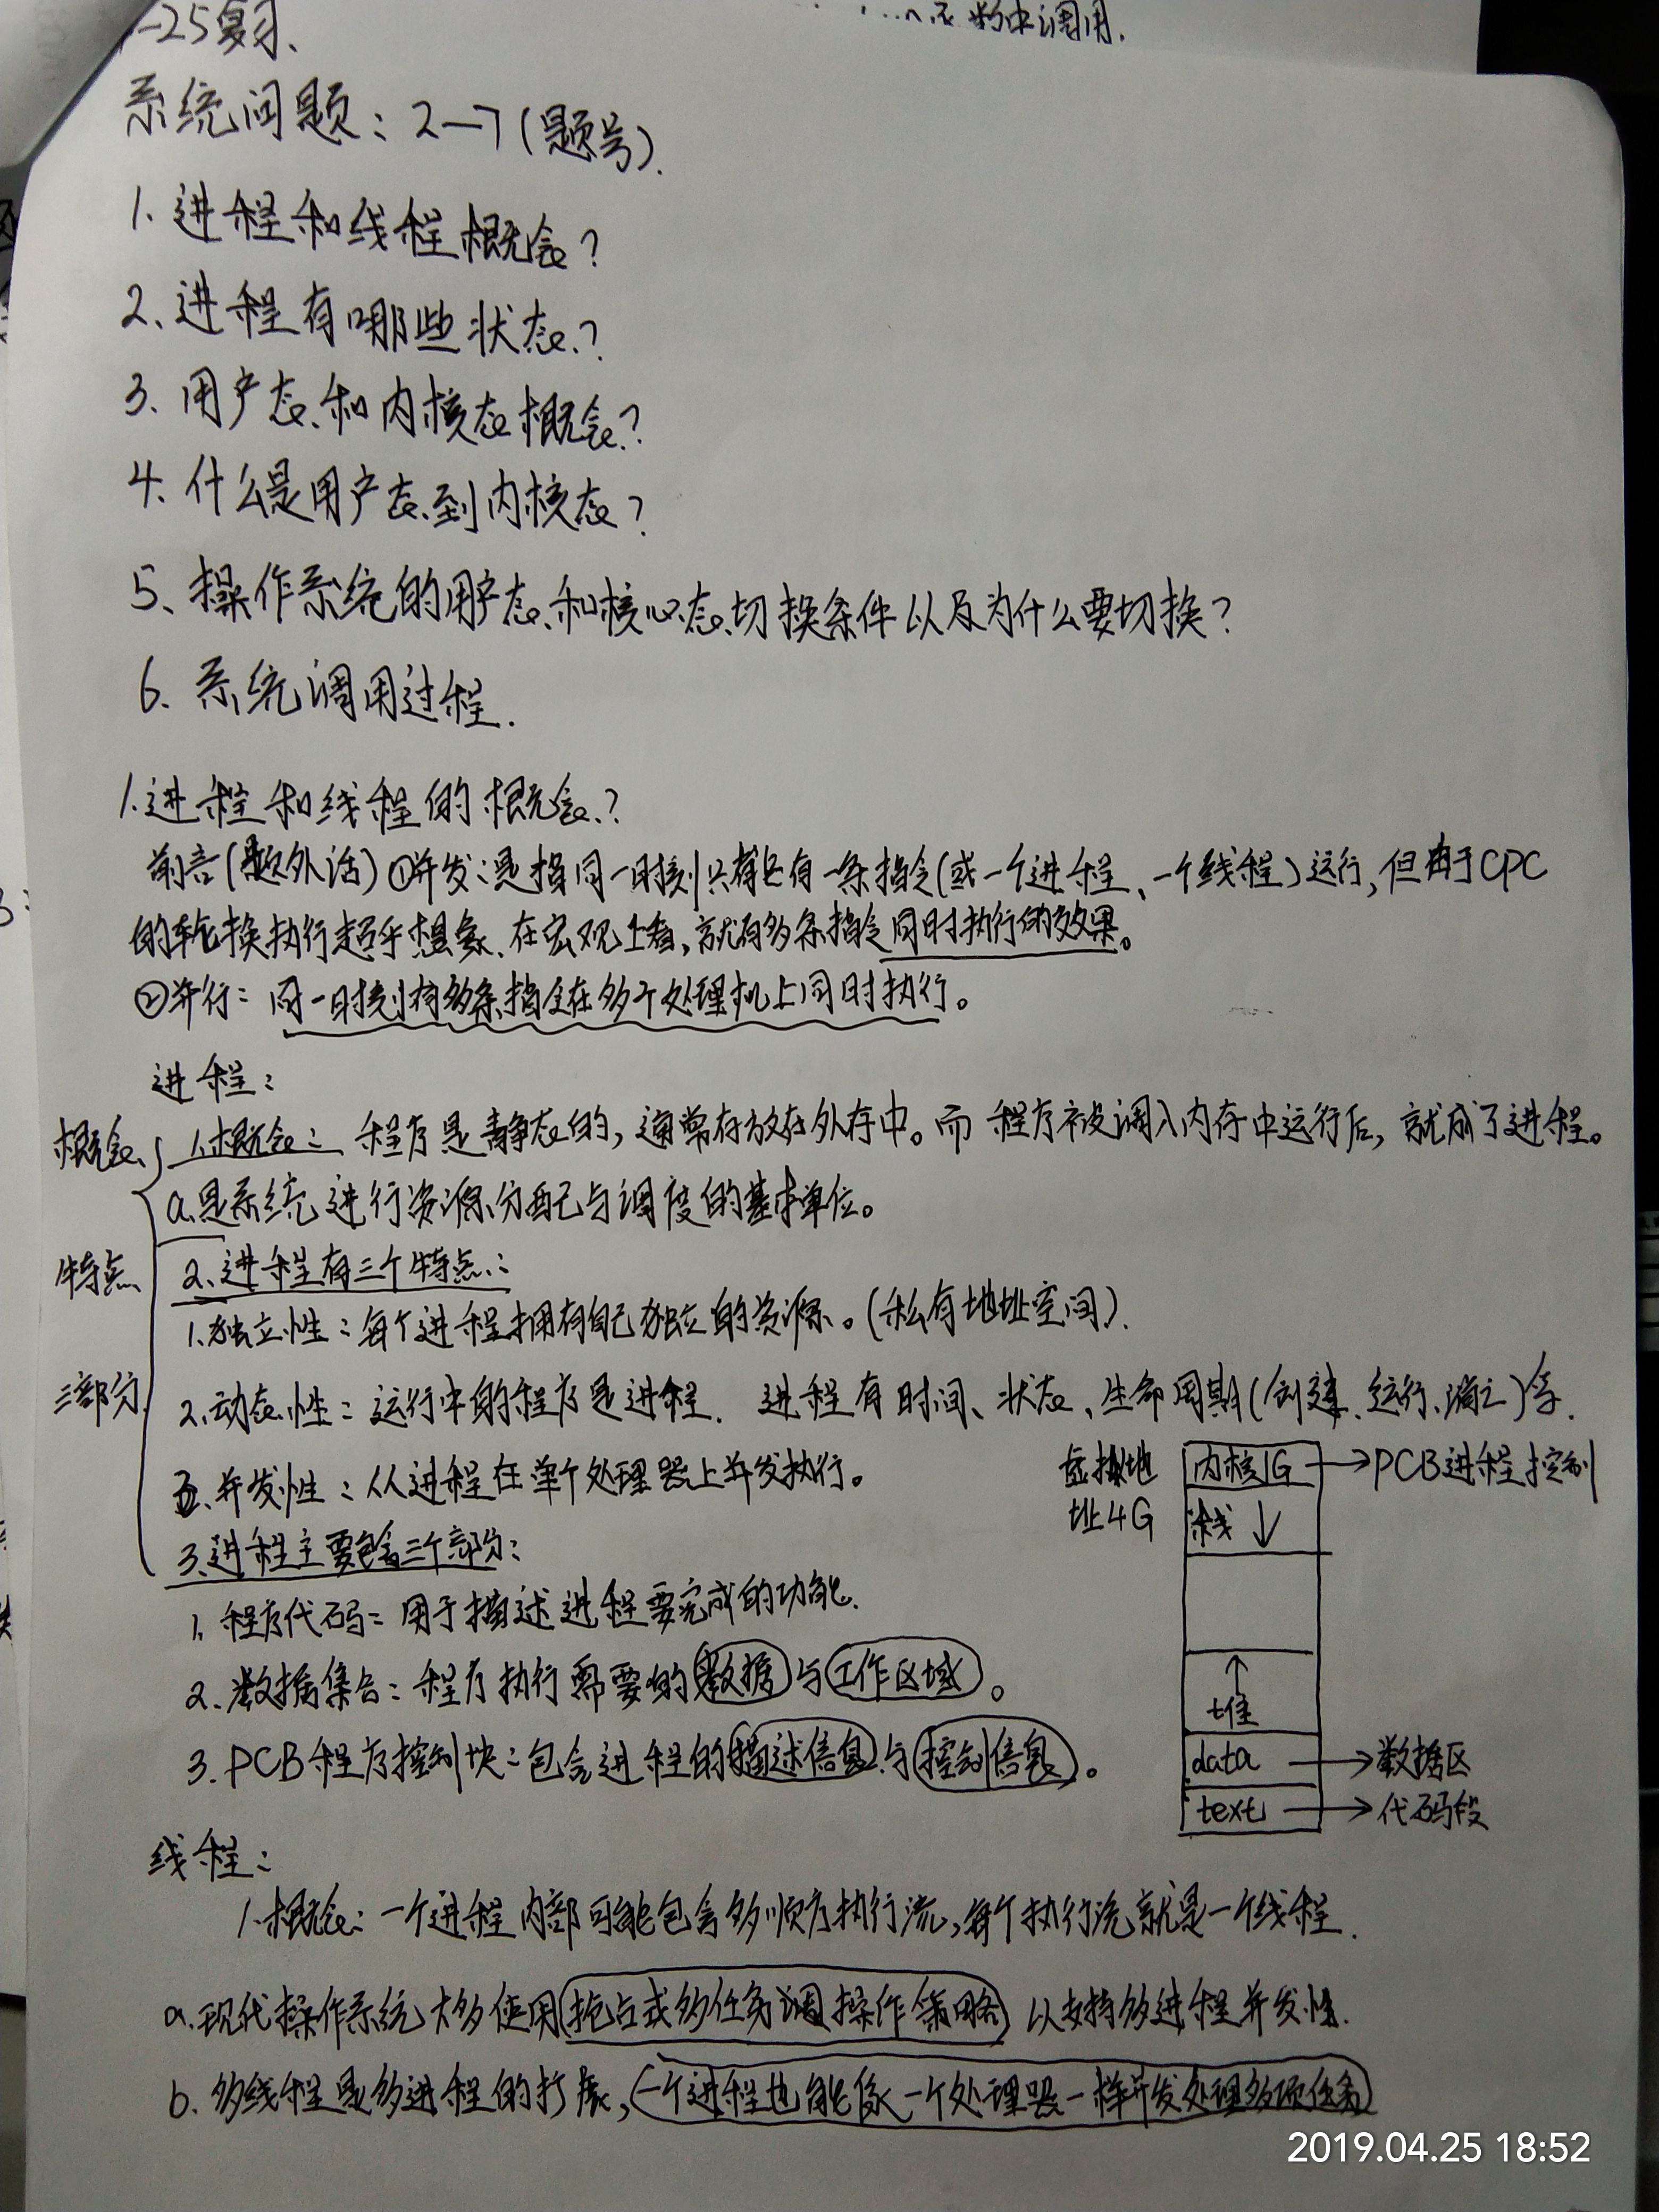 数中调用.
-25复习、
系统问题：2—7(题号).
1. 进程和线程概念？
2、进程有哪些状态？
3. 用户态和内核态概念？
4. 什么是用户态到内核态？
5、操作系统的用户态和核心态切换条件以及为什么要切换？
6. 系统调用过程.
1.进程和线程的概念？
前言(题外话)①并发：是指同一时刻只有一条指令(或一个进程、一个线程)运行,但由于CPC
的轮换执行超乎想象、在宏观上看,就有多条指令同时执行的效果。
②并行：同一时刻有多条指令在多个处理机上同时执行。
进程：
概念 1.概念：程序是静态的,通常存放在外存中。而程序被调入内存中运行后,就成了进程。
a.是系统进行资源分配与调度的基本单位。
特点 2、进程有三个特点：
1.独立性：每个进程拥有自己独立的资源。(私有地址空间).
三部分 2.动态性：运行中的程序是进程. 进程有时间、状态、生命周期(创建、运行、消亡)等.
3、并发性：从进程在单个处理器上并发执行。
虚拟地址4G
内核1G →PCB进程控制
栈↓
↑
堆
data →数据区
text →代码段
3.进程主要包含三个部分：
1. 程序代码：用于描述进程要完成的功能.
2. 数据集合：程序执行需要的数据与工作区域。
3. PCB程序控制块：包含进程的描述信息与控制信息。
线程：
1.概念：一个进程内部可能包含多顺序执行流,每个执行流就是一个线程.
a.现代操作系统大多使用抢占或多任务调操作策略 以支持多进程并发性.
b. 多线程是多进程的扩展,一个进程也能像一个处理器一样并发处理多项任务
2019.04.25 18:52